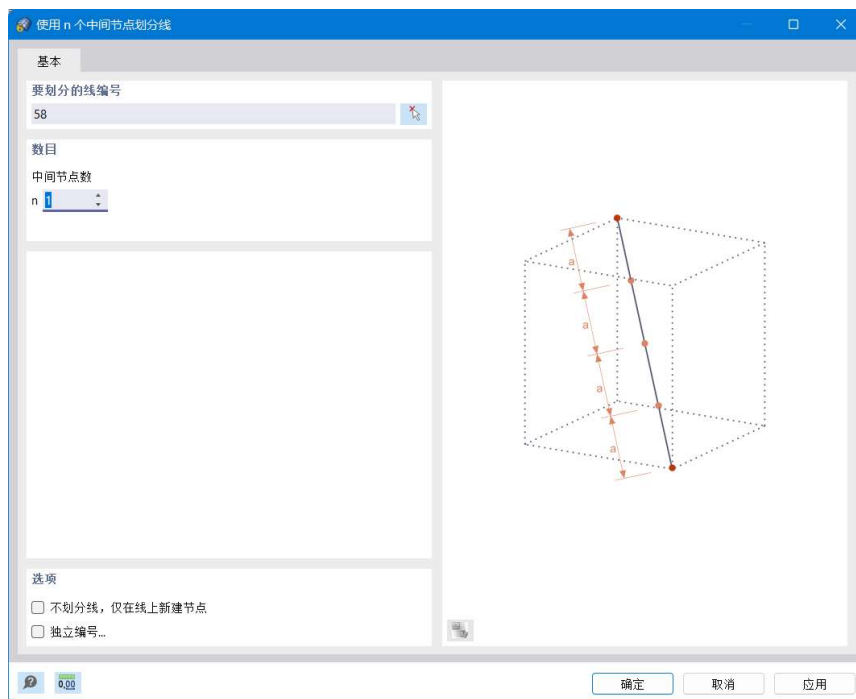 使用 n 个中间节点划分线
基本
要划分的线编号
58
数目
中间节点数
n 1
a
a
a
a
选项
不划分线，仅在线上新建节点
独立编号...
0,00
确定
取消
应用